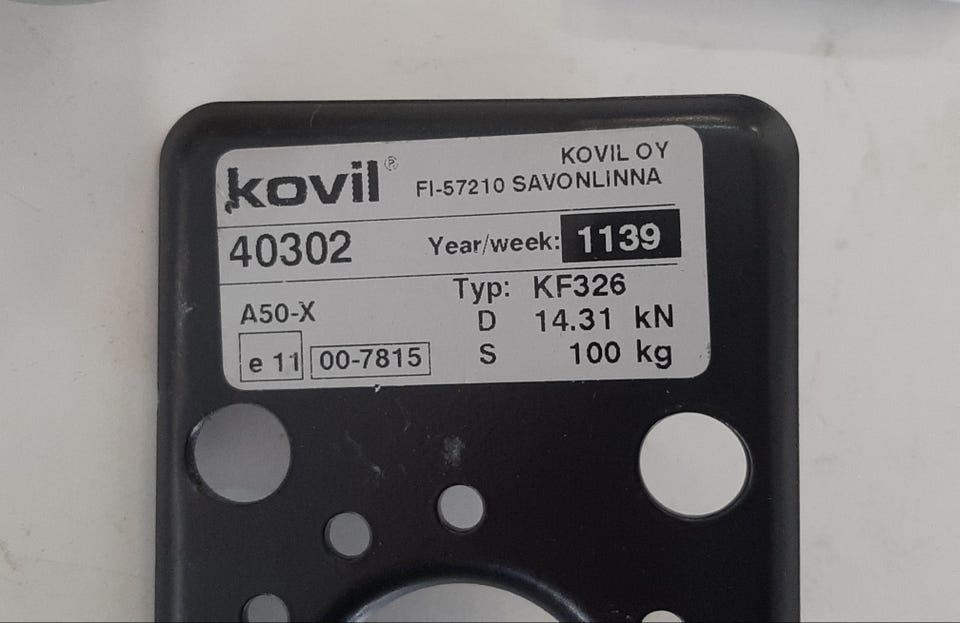 kovil®
KOVIL OY
FI-57210 SAVONLINNA
40302 Year/week: 1139
Typ: KF326
A50-X
D 14.31 kN
e 11 00-7815
S 100 kg